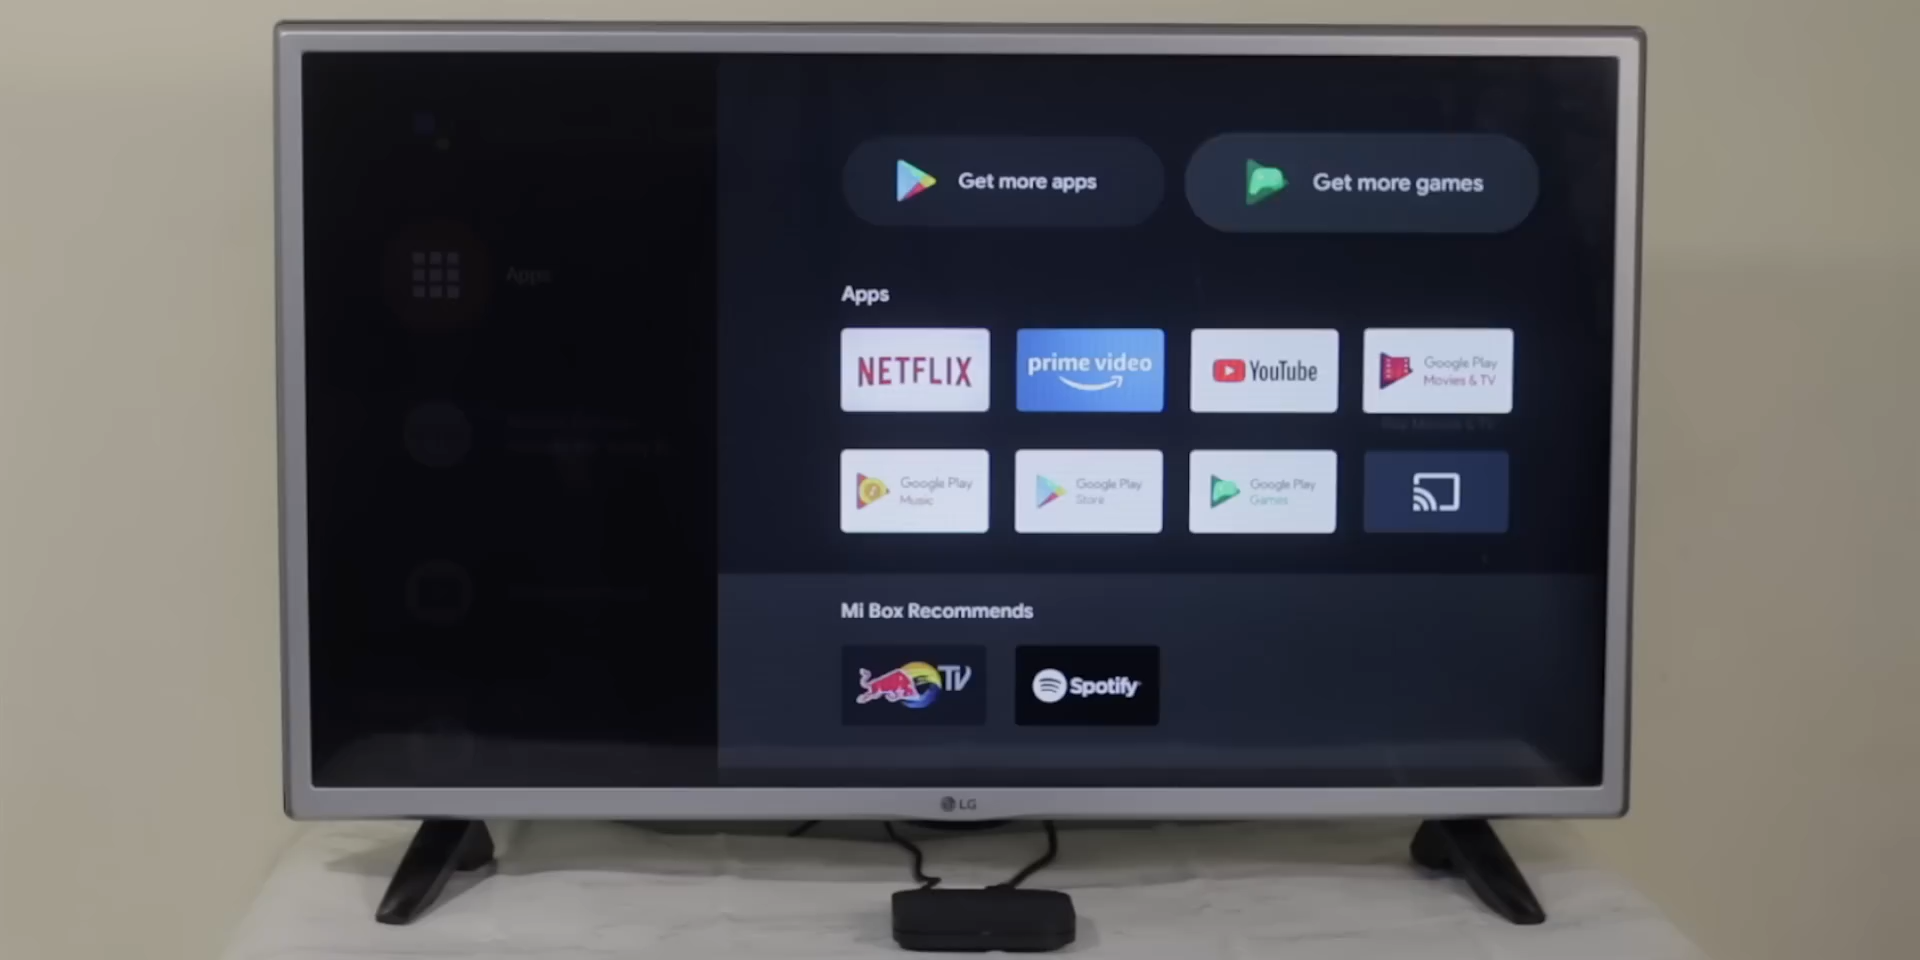 Get more apps
Get more games
Apps
Apps
NETFLIX
prime video
YouTube
Google Play
Movies & TV
Google Play
Music
Google Play
Store
Google Play
Games
Mi Box Recommends
TV
Spotify
LG